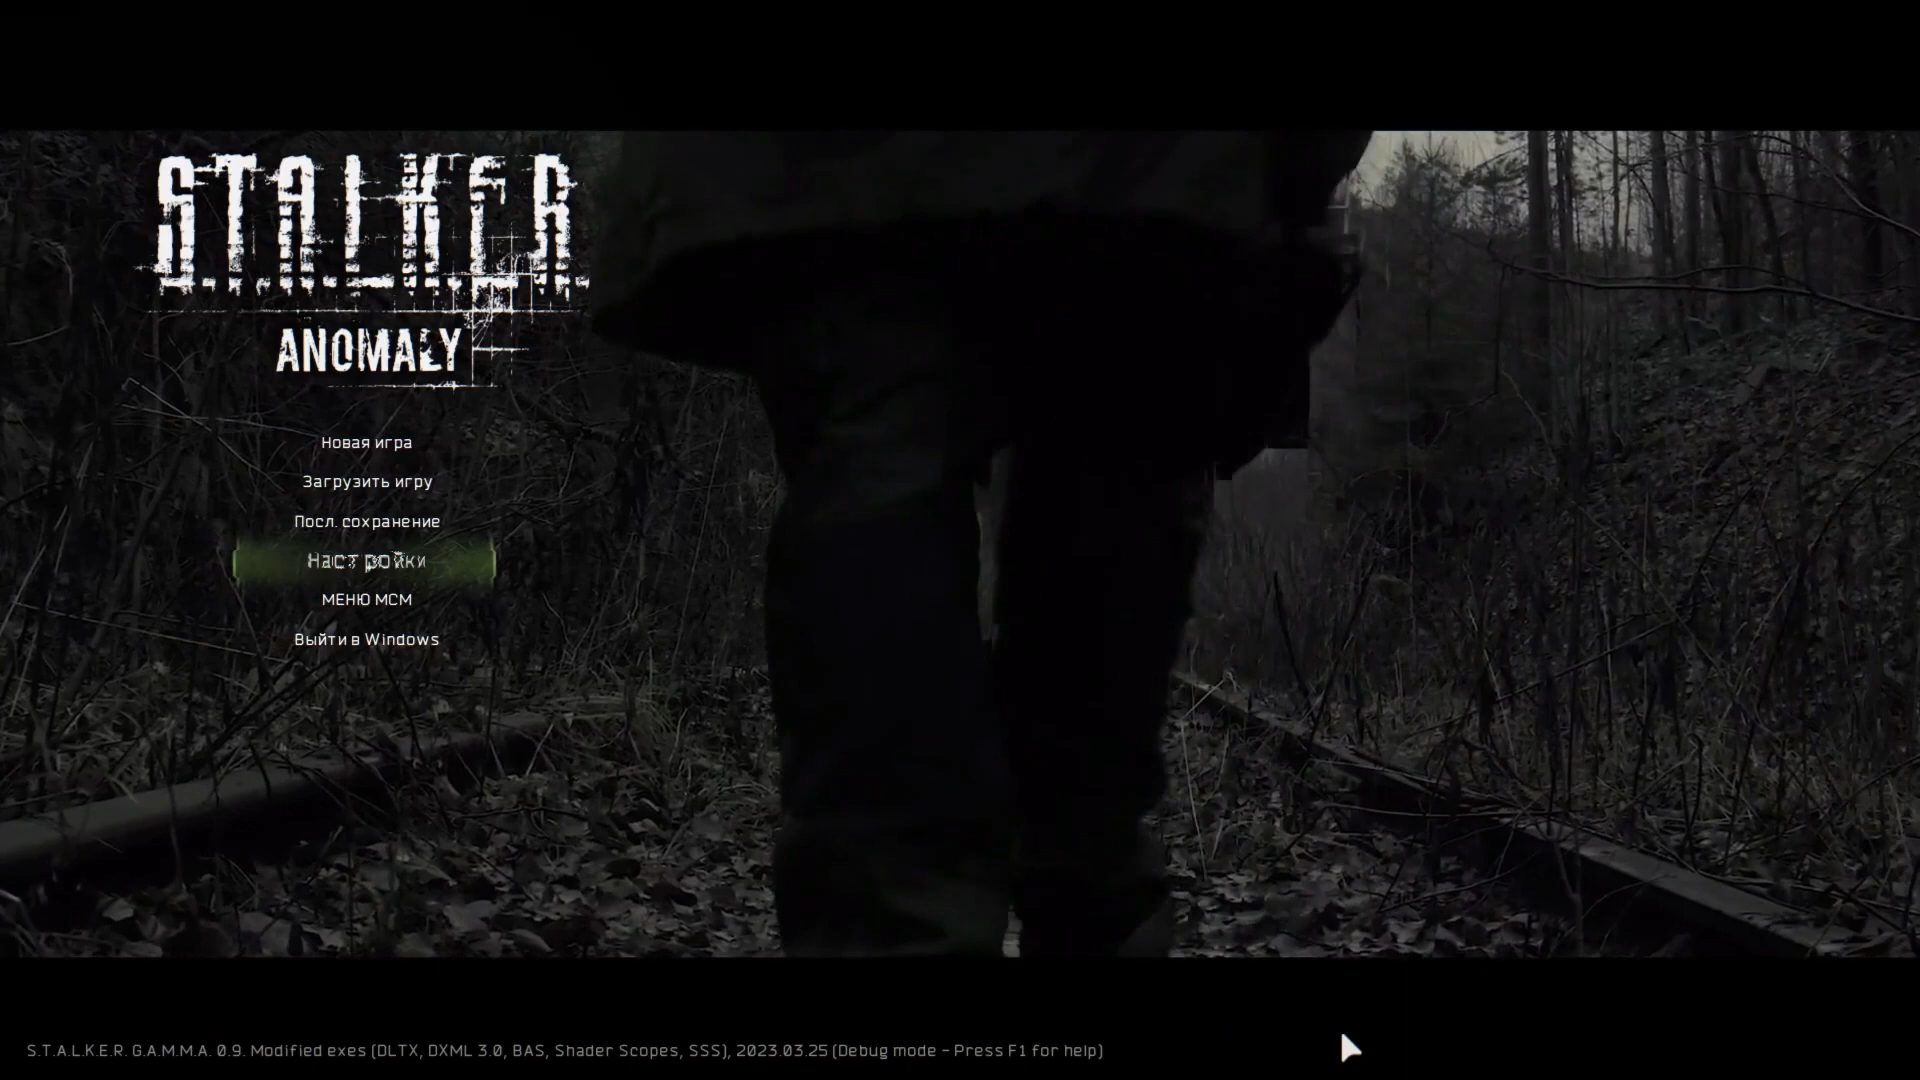 S.T.A.L.K.E.R.
ANOMALY
Новая игра
Загрузить игру
Посл. сохранение
Настройки
МЕНЮ МСМ
Выйти в Windows
S.T.A.L.K.E.R. G.A.M.M.A. 0.9. Modified exes (DLTX, DXML 3.0, BAS, Shader Scopes, SSS), 2023.03.25 (Debug mode - Press F1 for help)